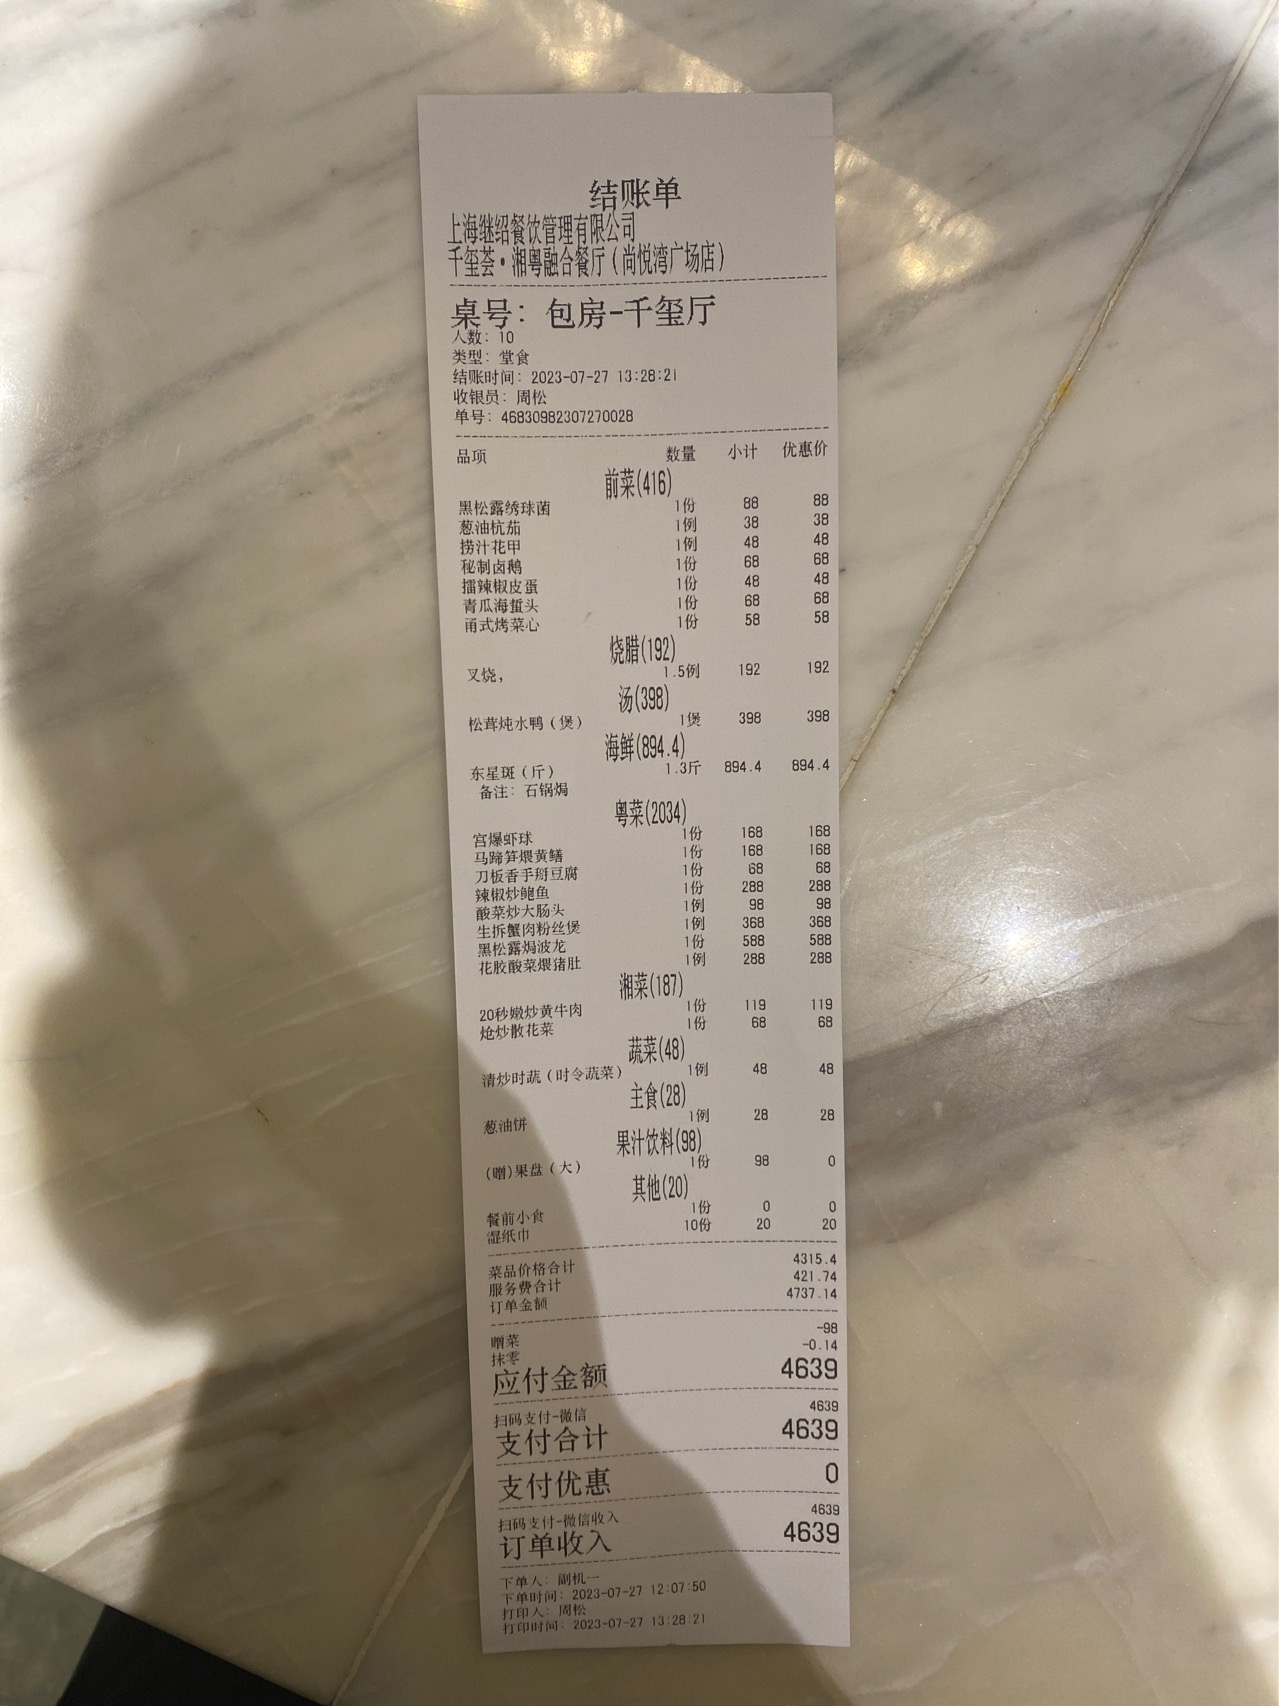 结账单
上海继绍餐饮管理有限公司
千玺荟·湘粤融合餐厅(尚悦湾广场店)
桌号: 包房-千玺厅
人数: 10
类型: 堂食
结账时间: 2023-07-27 13:28:21
收银员: 周松
单号: 46830982307270028
品项 数量 小计 优惠价
前菜(416)
黑松露绣球菌 1份 88 88
葱油杭茄 1例 38 38
捞汁花甲 1例 48 48
秘制卤鹅 1份 68 68
擂辣椒皮蛋 1份 48 48
青瓜海蜇头 1份 68 68
甬式烤菜心 1份 58 58
烧腊(192)
叉烧, 1.5例 192 192
汤(398)
松茸炖水鸭(煲) 1煲 398 398
海鲜(894.4)
东星斑(斤) 1.3斤 894.4 894.4
备注: 石锅焗
粤菜(2034)
宫爆虾球 1份 168 168
马蹄笋煨黄鳝 1份 168 168
刀板香手掰豆腐 1份 68 68
辣椒炒鲍鱼 1份 288 288
酸菜炒大肠头 1例 98 98
生拆蟹肉粉丝煲 1例 368 368
黑松露焗波龙 1份 588 588
花胶酸菜煨猪肚 1例 288 288
湘菜(187)
20秒嫩炒黄牛肉 1份 119 119
炝炒散花菜 1份 68 68
蔬菜(48)
清炒时蔬(时令蔬菜) 1例 48 48
主食(28)
葱油饼 1例 28 28
果汁饮料(98)
(赠)果盘(大) 1份 98 0
其他(20)
餐前小食 1份 0 0
湿纸巾 10份 20 20
菜品价格合计 4315.4
服务费合计 421.74
订单金额 4737.14
赠菜 -98
抹零 -0.14
应付金额 4639
扫码支付-微信 4639
支付合计 4639
支付优惠 0
扫码支付-微信收入 4639
订单收入 4639
下单人: 副机一
下单时间: 2023-07-27 12:07:50
打印人: 周松
打印时间: 2023-07-27 13:28:21